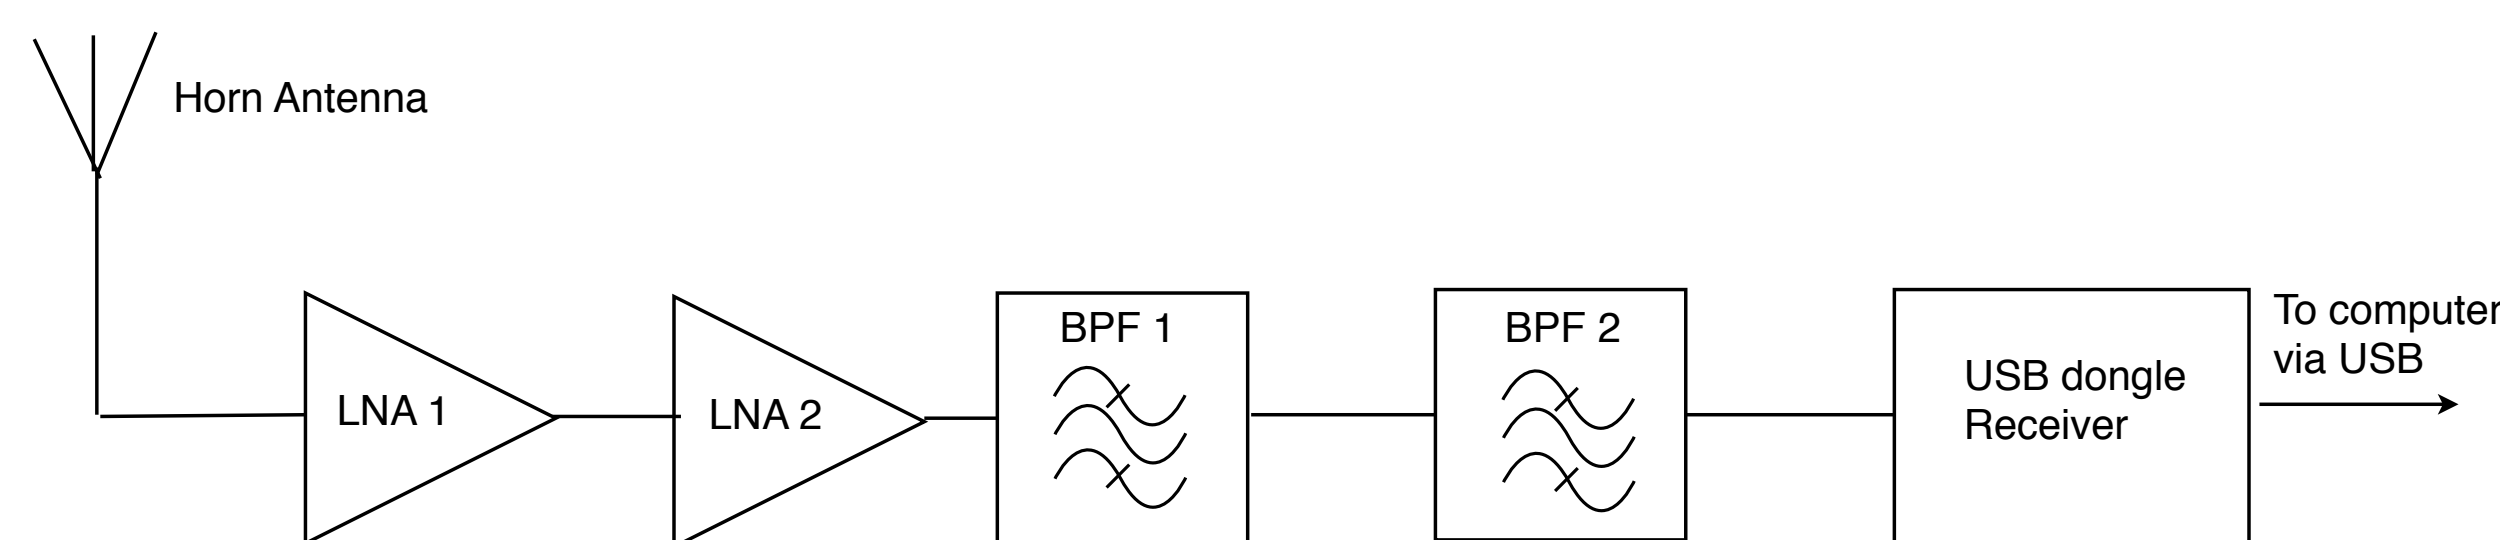 Horn Antenna
LNA 1
LNA 2
BPF 1
BPF 2
USB dongle
Receiver
To computer
via USB